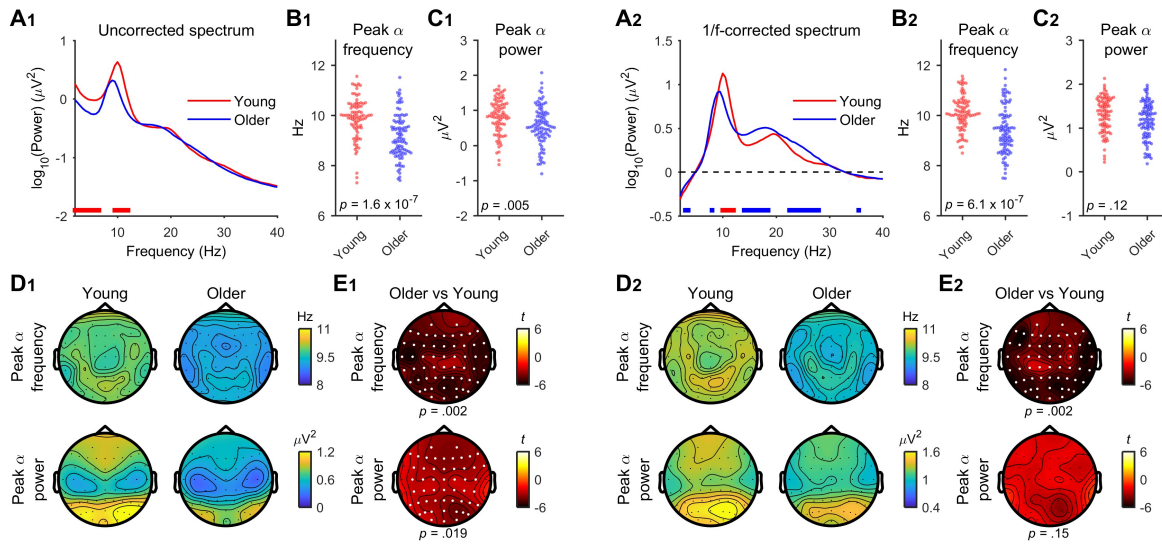 A1
Uncorrected spectrum
log10(Power) (μV2)
1
0
-1
-2
Young
Older
10
20
30
40
Frequency (Hz)
B1
Peak α
frequency
Hz
12
10
8
6
p = 1.6 x 10-7
Young
Older
C1
Peak α
power
μV2
3
2
1
0
-1
-2
p = .005
Young
Older
A2
1/f-corrected spectrum
log10(Power) (μV2)
1.5
1
0.5
0
-0.5
Young
Older
10
20
30
40
Frequency (Hz)
B2
Peak α
frequency
Hz
12
10
8
6
p = 6.1 x 10-7
Young
Older
C2
Peak α
power
μV2
3
2
1
0
-1
p = .12
Young
Older
D1
Young
Older
Peak α
frequency
Hz
11
9.5
8
Peak α
power
μV2
1.2
0.6
0
E1
Older vs Young
Peak α
frequency
t
6
0
-6
p = .002
Peak α
power
t
6
0
-6
p = .019
D2
Young
Older
Peak α
frequency
Hz
11
9.5
8
Peak α
power
μV2
1.6
1
0.4
E2
Older vs Young
Peak α
frequency
t
6
0
-6
p = .002
Peak α
power
t
6
0
-6
p = .15